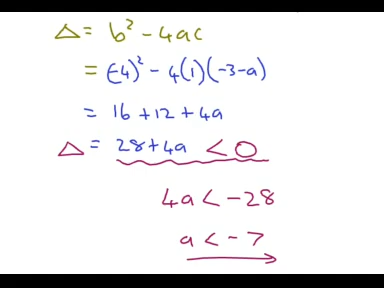 △ = b² - 4ac
= (-4)² - 4(1)(-3-a)
= 16 + 12 + 4a
△ = 28 + 4a < 0
4a < -28
a < -7